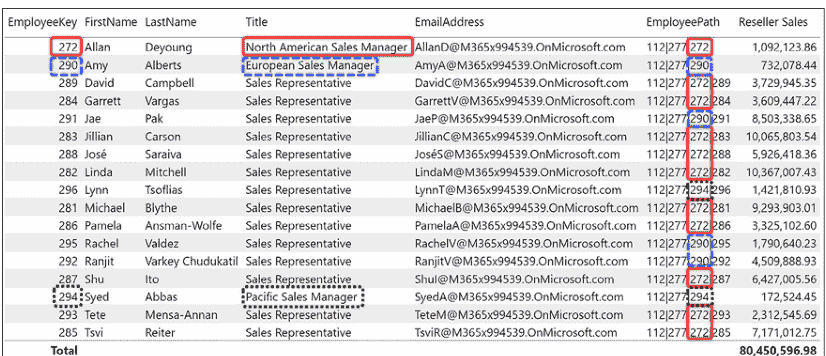 EmployeeKey FirstName LastName Title EmailAddress EmployeePath Reseller Sales
272 Allan Deyoung North American Sales Manager AllanD@M365x994539.OnMicrosoft.com 112|277|272 1,092,123.86
290 Amy Alberts European Sales Manager AmyA@M365x994539.OnMicrosoft.com 112|277|290 732,078.44
289 David Campbell Sales Representative DavidC@M365x994539.OnMicrosoft.com 112|277|272|289 3,729,945.35
284 Garrett Vargas Sales Representative GarrettV@M365x994539.OnMicrosoft.com 112|277|272|284 3,609,447.22
291 Jae Pak Sales Representative JaeP@M365x994539.OnMicrosoft.com 112|277|290|291 8,503,338.65
283 Jillian Carson Sales Representative JillianC@M365x994539.OnMicrosoft.com 112|277|272|283 10,065,803.54
288 José Saraiva Sales Representative JoséS@M365x994539.OnMicrosoft.com 112|277|272|288 5,926,418.36
282 Linda Mitchell Sales Representative LindaM@M365x994539.OnMicrosoft.com 112|277|272|282 10,367,007.43
296 Lynn Tsoflias Sales Representative LynnT@M365x994539.OnMicrosoft.com 112|277|294|296 1,421,810.93
281 Michael Blythe Sales Representative MichaelB@M365x994539.OnMicrosoft.com 112|277|272|281 9,293,903.01
286 Pamela Ansman-Wolfe Sales Representative PamelaA@M365x994539.OnMicrosoft.com 112|277|272|286 3,325,102.60
295 Rachel Valdez Sales Representative RachelV@M365x994539.OnMicrosoft.com 112|277|290|295 1,790,640.23
292 Ranjit Varkey Chudukatil Sales Representative RanjitV@M365x994539.OnMicrosoft.com 112|277|290|292 4,509,888.93
287 Shu Ito Sales Representative ShuI@M365x994539.OnMicrosoft.com 112|277|272|287 6,427,005.56
294 Syed Abbas Pacific Sales Manager SyedA@M365x994539.OnMicrosoft.com 112|277|294 172,524.45
293 Tete Mensa-Annan Sales Representative TeteM@M365x994539.OnMicrosoft.com 112|277|272|293 2,312,545.69
285 Tsvi Reiter Sales Representative TsviR@M365x994539.OnMicrosoft.com 112|277|272|285 7,171,012.75
Total 80,450,596.98